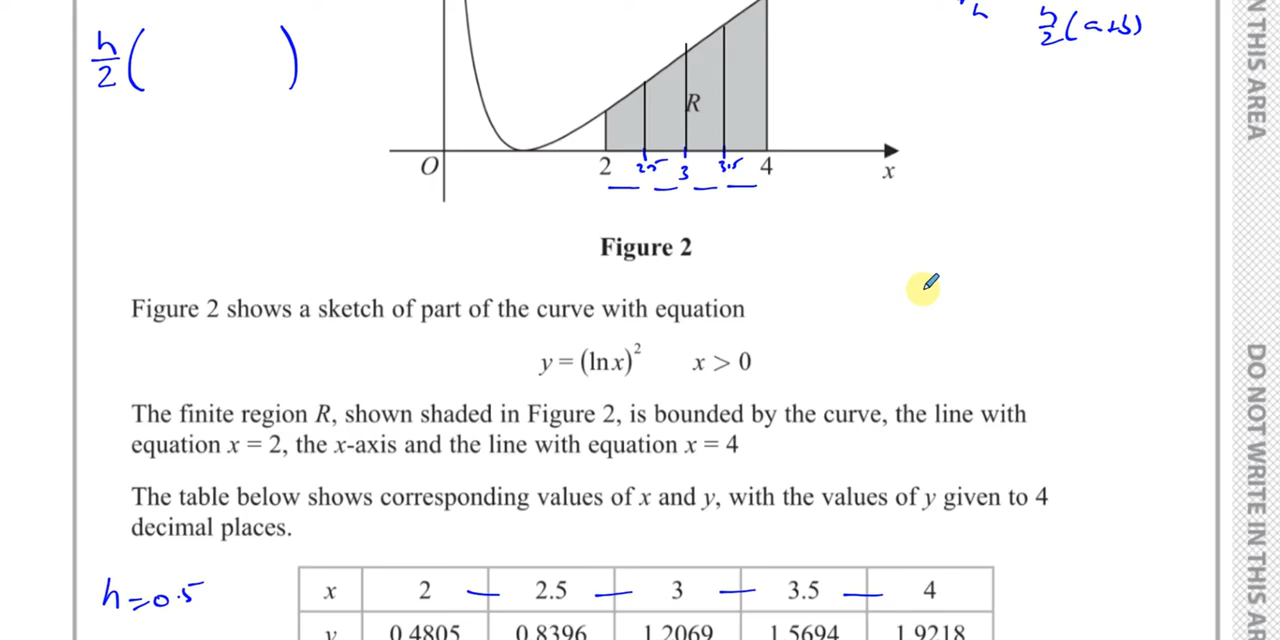 h/2 ( )
h
h/2 (a+b)
R
O
2 2.5 3 3.5 4
x
Figure 2
Figure 2 shows a sketch of part of the curve with equation
y = (ln x)² x > 0
The finite region R, shown shaded in Figure 2, is bounded by the curve, the line with
equation x = 2, the x-axis and the line with equation x = 4
The table below shows corresponding values of x and y, with the values of y given to 4
decimal places.
h=0.5
x 2 2.5 3 3.5 4
y 0.4805 0.8396 1.2069 1.5694 1.9218
N THIS AREA
DO NOT WRITE IN THIS AR